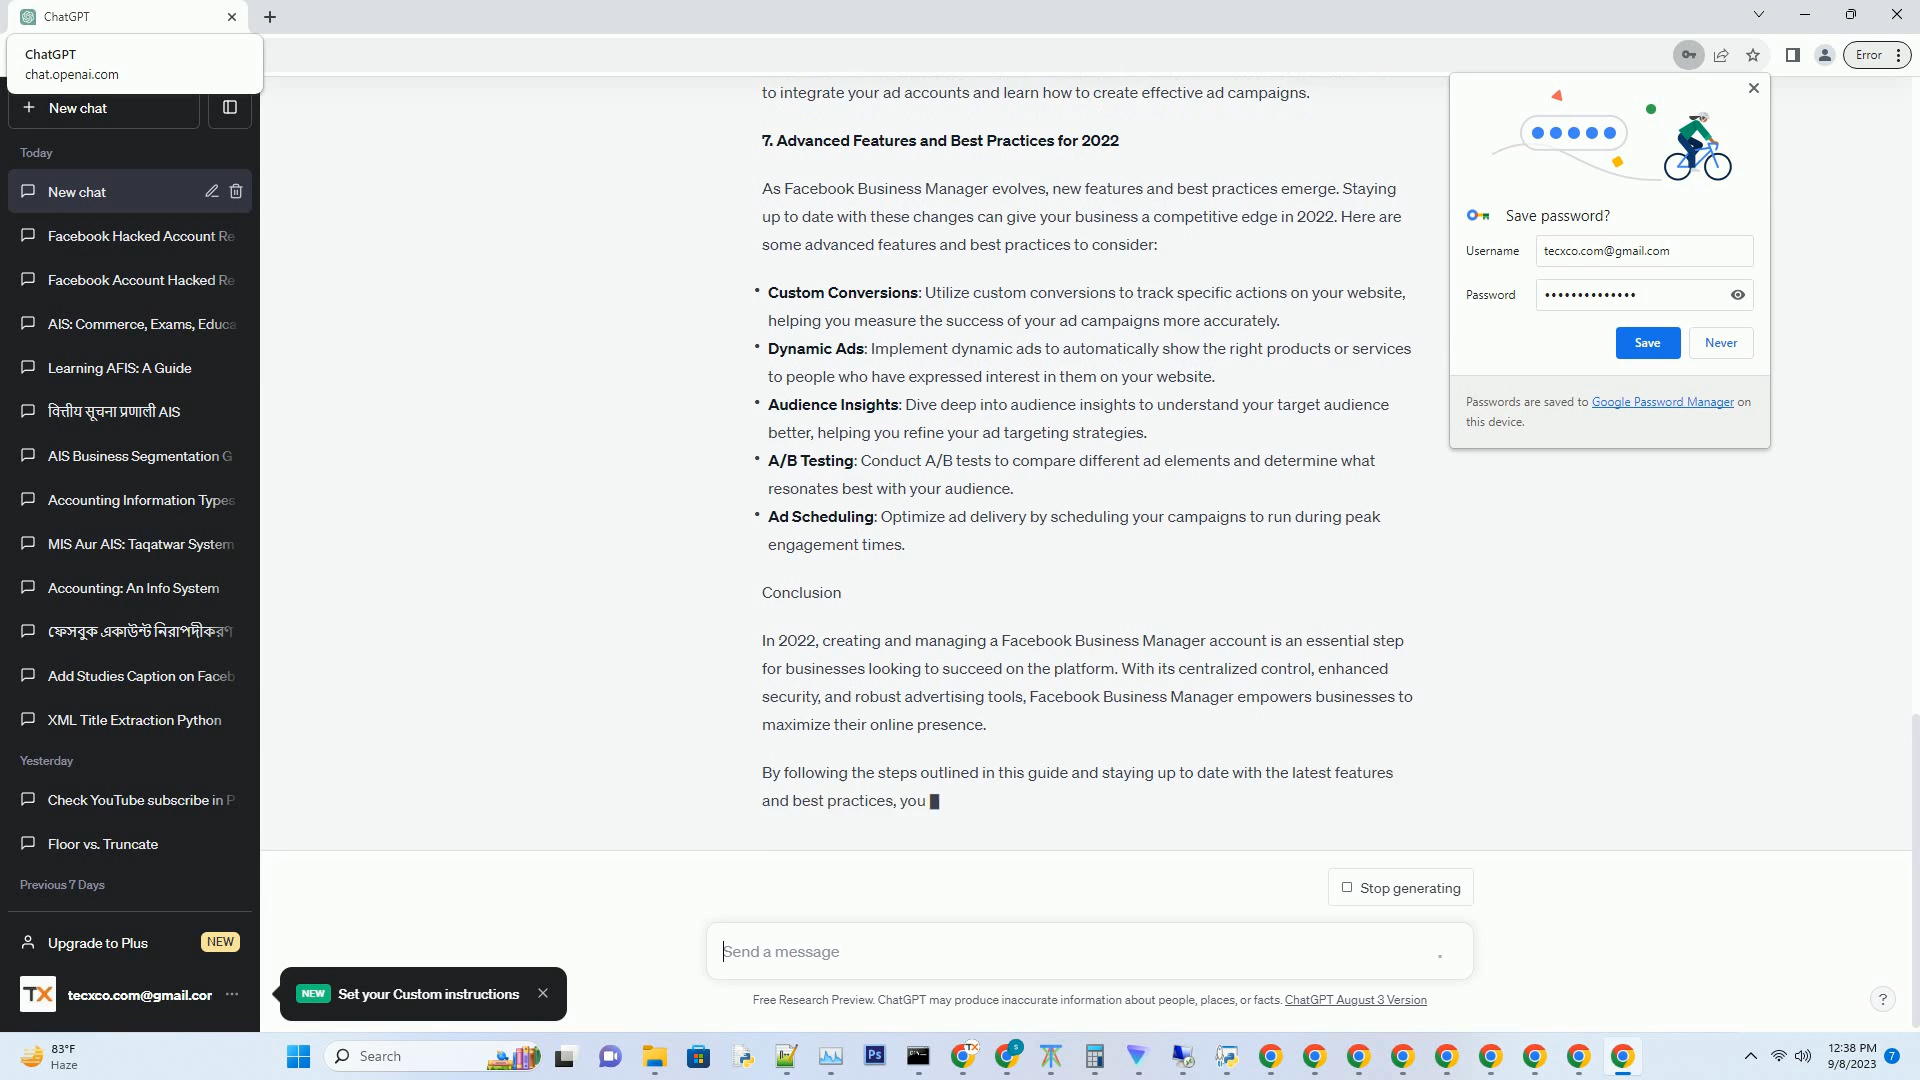 ChatGPT
ChatGPT
chat.openai.com
Error
New chat
Today
New chat
Facebook Hacked Account Re
Facebook Account Hacked Re
AIS: Commerce, Exams, Educa
Learning AFIS: A Guide
वित्तीय सूचना प्रणाली AIS
AIS Business Segmentation G
Accounting Information Types
MIS Aur AIS: Taqatwar System
Accounting: An Info System
ফেসবুক একাউন্ট নিরাপদীকরণ
Add Studies Caption on Faceb
XML Title Extraction Python
Yesterday
Check YouTube subscribe in P
Floor vs. Truncate
Previous 7 Days
Upgrade to Plus NEW
TX tecxco.com@gmail.cor
to integrate your ad accounts and learn how to create effective ad campaigns.
7. Advanced Features and Best Practices for 2022
As Facebook Business Manager evolves, new features and best practices emerge. Staying
up to date with these changes can give your business a competitive edge in 2022. Here are
some advanced features and best practices to consider:
• Custom Conversions: Utilize custom conversions to track specific actions on your website,
helping you measure the success of your ad campaigns more accurately.
• Dynamic Ads: Implement dynamic ads to automatically show the right products or services
to people who have expressed interest in them on your website.
• Audience Insights: Dive deep into audience insights to understand your target audience
better, helping you refine your ad targeting strategies.
• A/B Testing: Conduct A/B tests to compare different ad elements and determine what
resonates best with your audience.
• Ad Scheduling: Optimize ad delivery by scheduling your campaigns to run during peak
engagement times.
Conclusion
In 2022, creating and managing a Facebook Business Manager account is an essential step
for businesses looking to succeed on the platform. With its centralized control, enhanced
security, and robust advertising tools, Facebook Business Manager empowers businesses to
maximize their online presence.
By following the steps outlined in this guide and staying up to date with the latest features
and best practices, you
Stop generating
Send a message
NEW Set your Custom instructions
Free Research Preview. ChatGPT may produce inaccurate information about people, places, or facts. ChatGPT August 3 Version
?
Save password?
Username tecxco.com@gmail.com
Password ••••••••••••••
Save Never
Passwords are saved to Google Password Manager on
this device.
83°F
Haze
Search
Ps
TX
S
12:38 PM
9/8/2023
7